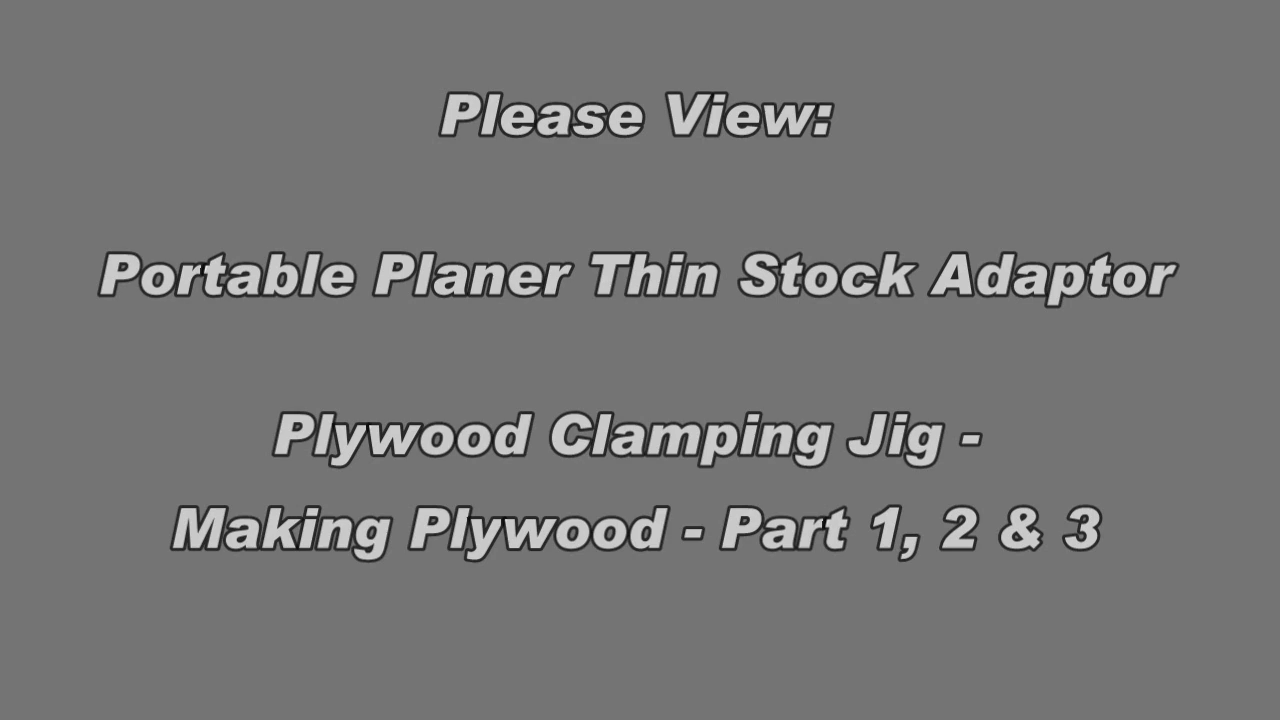 Please View:
Portable Planer Thin Stock Adaptor
Plywood Clamping Jig -
Making Plywood - Part 1, 2 & 3